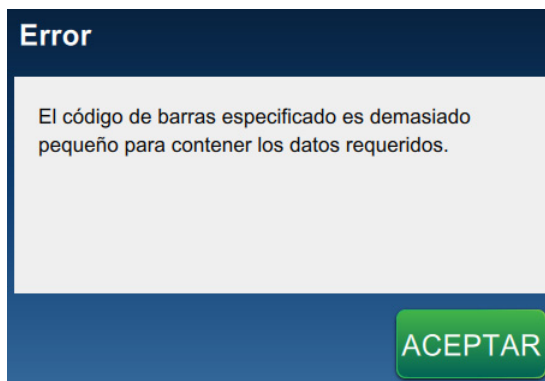 Error
El código de barras especificado es demasiado
pequeño para contener los datos requeridos.
ACEPTAR